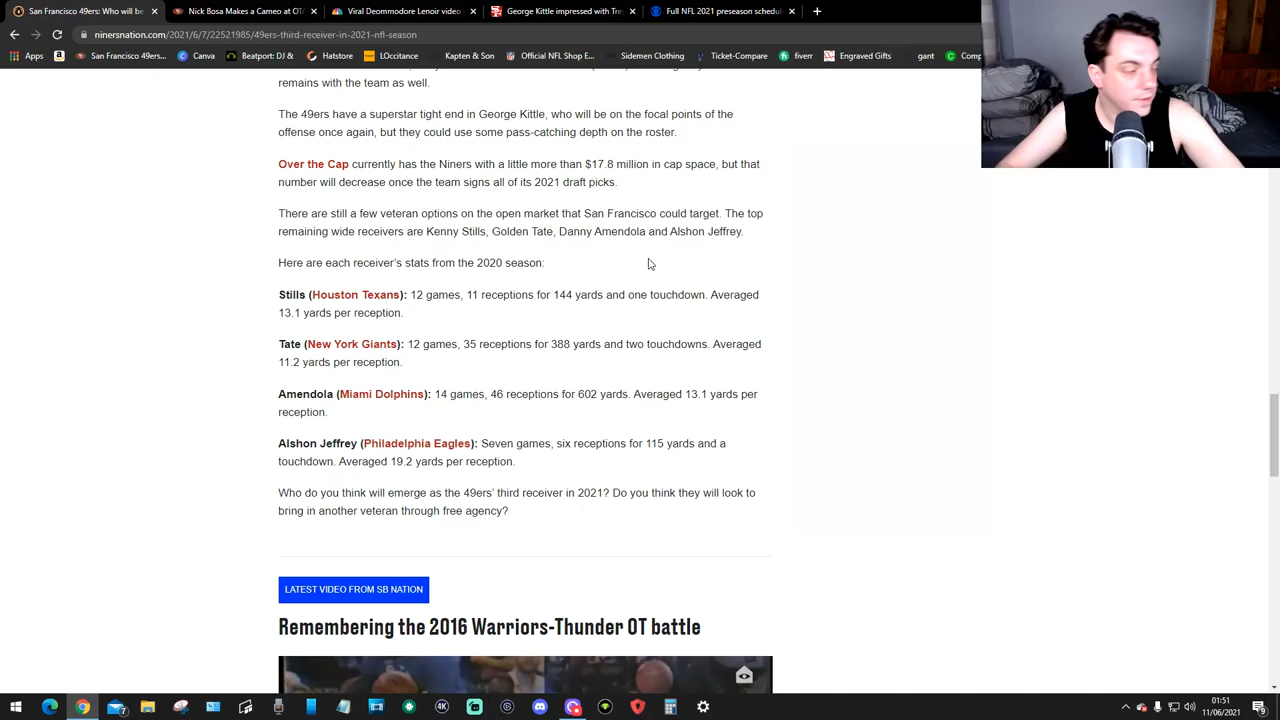 San Francisco 49ers: Who will be
Nick Bosa Makes a Cameo at OTA
Viral Deommodore Lenoir video
George Kittle impressed with Trey
Full NFL 2021 preseason schedule
ninersnation.com/2021/6/7/22521985/49ers-third-receiver-in-2021-nfl-season
Apps
San Francisco 49ers...
Canva
Beatport: DJ &
Hatstore
LOccitance
Kapten & Son
Official NFL Shop E...
Sidemen Clothing
Ticket-Compare
fiverr
Engraved Gifts
gant
Comp
remains with the team as well.
The 49ers have a superstar tight end in George Kittle, who will be on the focal points of the
offense once again, but they could use some pass-catching depth on the roster.
Over the Cap currently has the Niners with a little more than $17.8 million in cap space, but that
number will decrease once the team signs all of its 2021 draft picks.
There are still a few veteran options on the open market that San Francisco could target. The top
remaining wide receivers are Kenny Stills, Golden Tate, Danny Amendola and Alshon Jeffrey.
Here are each receiver's stats from the 2020 season:
Stills (Houston Texans): 12 games, 11 receptions for 144 yards and one touchdown. Averaged
13.1 yards per reception.
Tate (New York Giants): 12 games, 35 receptions for 388 yards and two touchdowns. Averaged
11.2 yards per reception.
Amendola (Miami Dolphins): 14 games, 46 receptions for 602 yards. Averaged 13.1 yards per
reception.
Alshon Jeffrey (Philadelphia Eagles): Seven games, six receptions for 115 yards and a
touchdown. Averaged 19.2 yards per reception.
Who do you think will emerge as the 49ers' third receiver in 2021? Do you think they will look to
bring in another veteran through free agency?
LATEST VIDEO FROM SB NATION
Remembering the 2016 Warriors-Thunder OT battle
01:51
11/06/2021